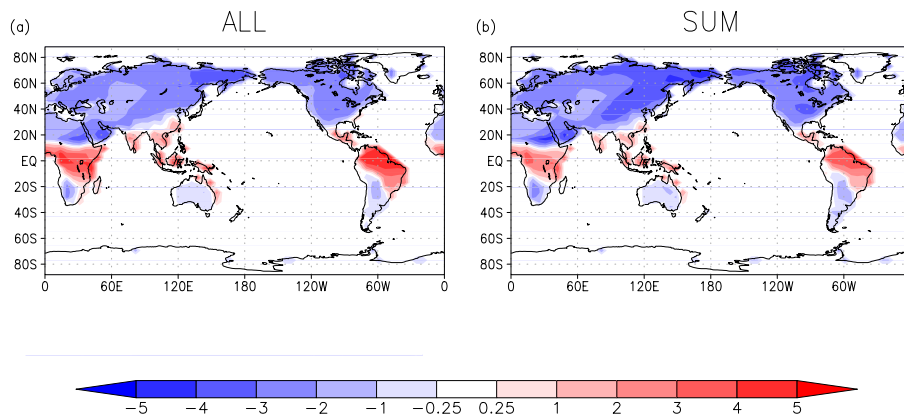 (a) ALL (b) SUM
80N 80N
60N 60N
40N 40N
20N 20N
EQ EQ
20S 20S
40S 40S
60S 60S
80S 80S
0 60E 120E 180 120W 60W 0 0 60E 120E 180 120W 60W
-5 -4 -3 -2 -1 -0.25 0.25 1 2 3 4 5